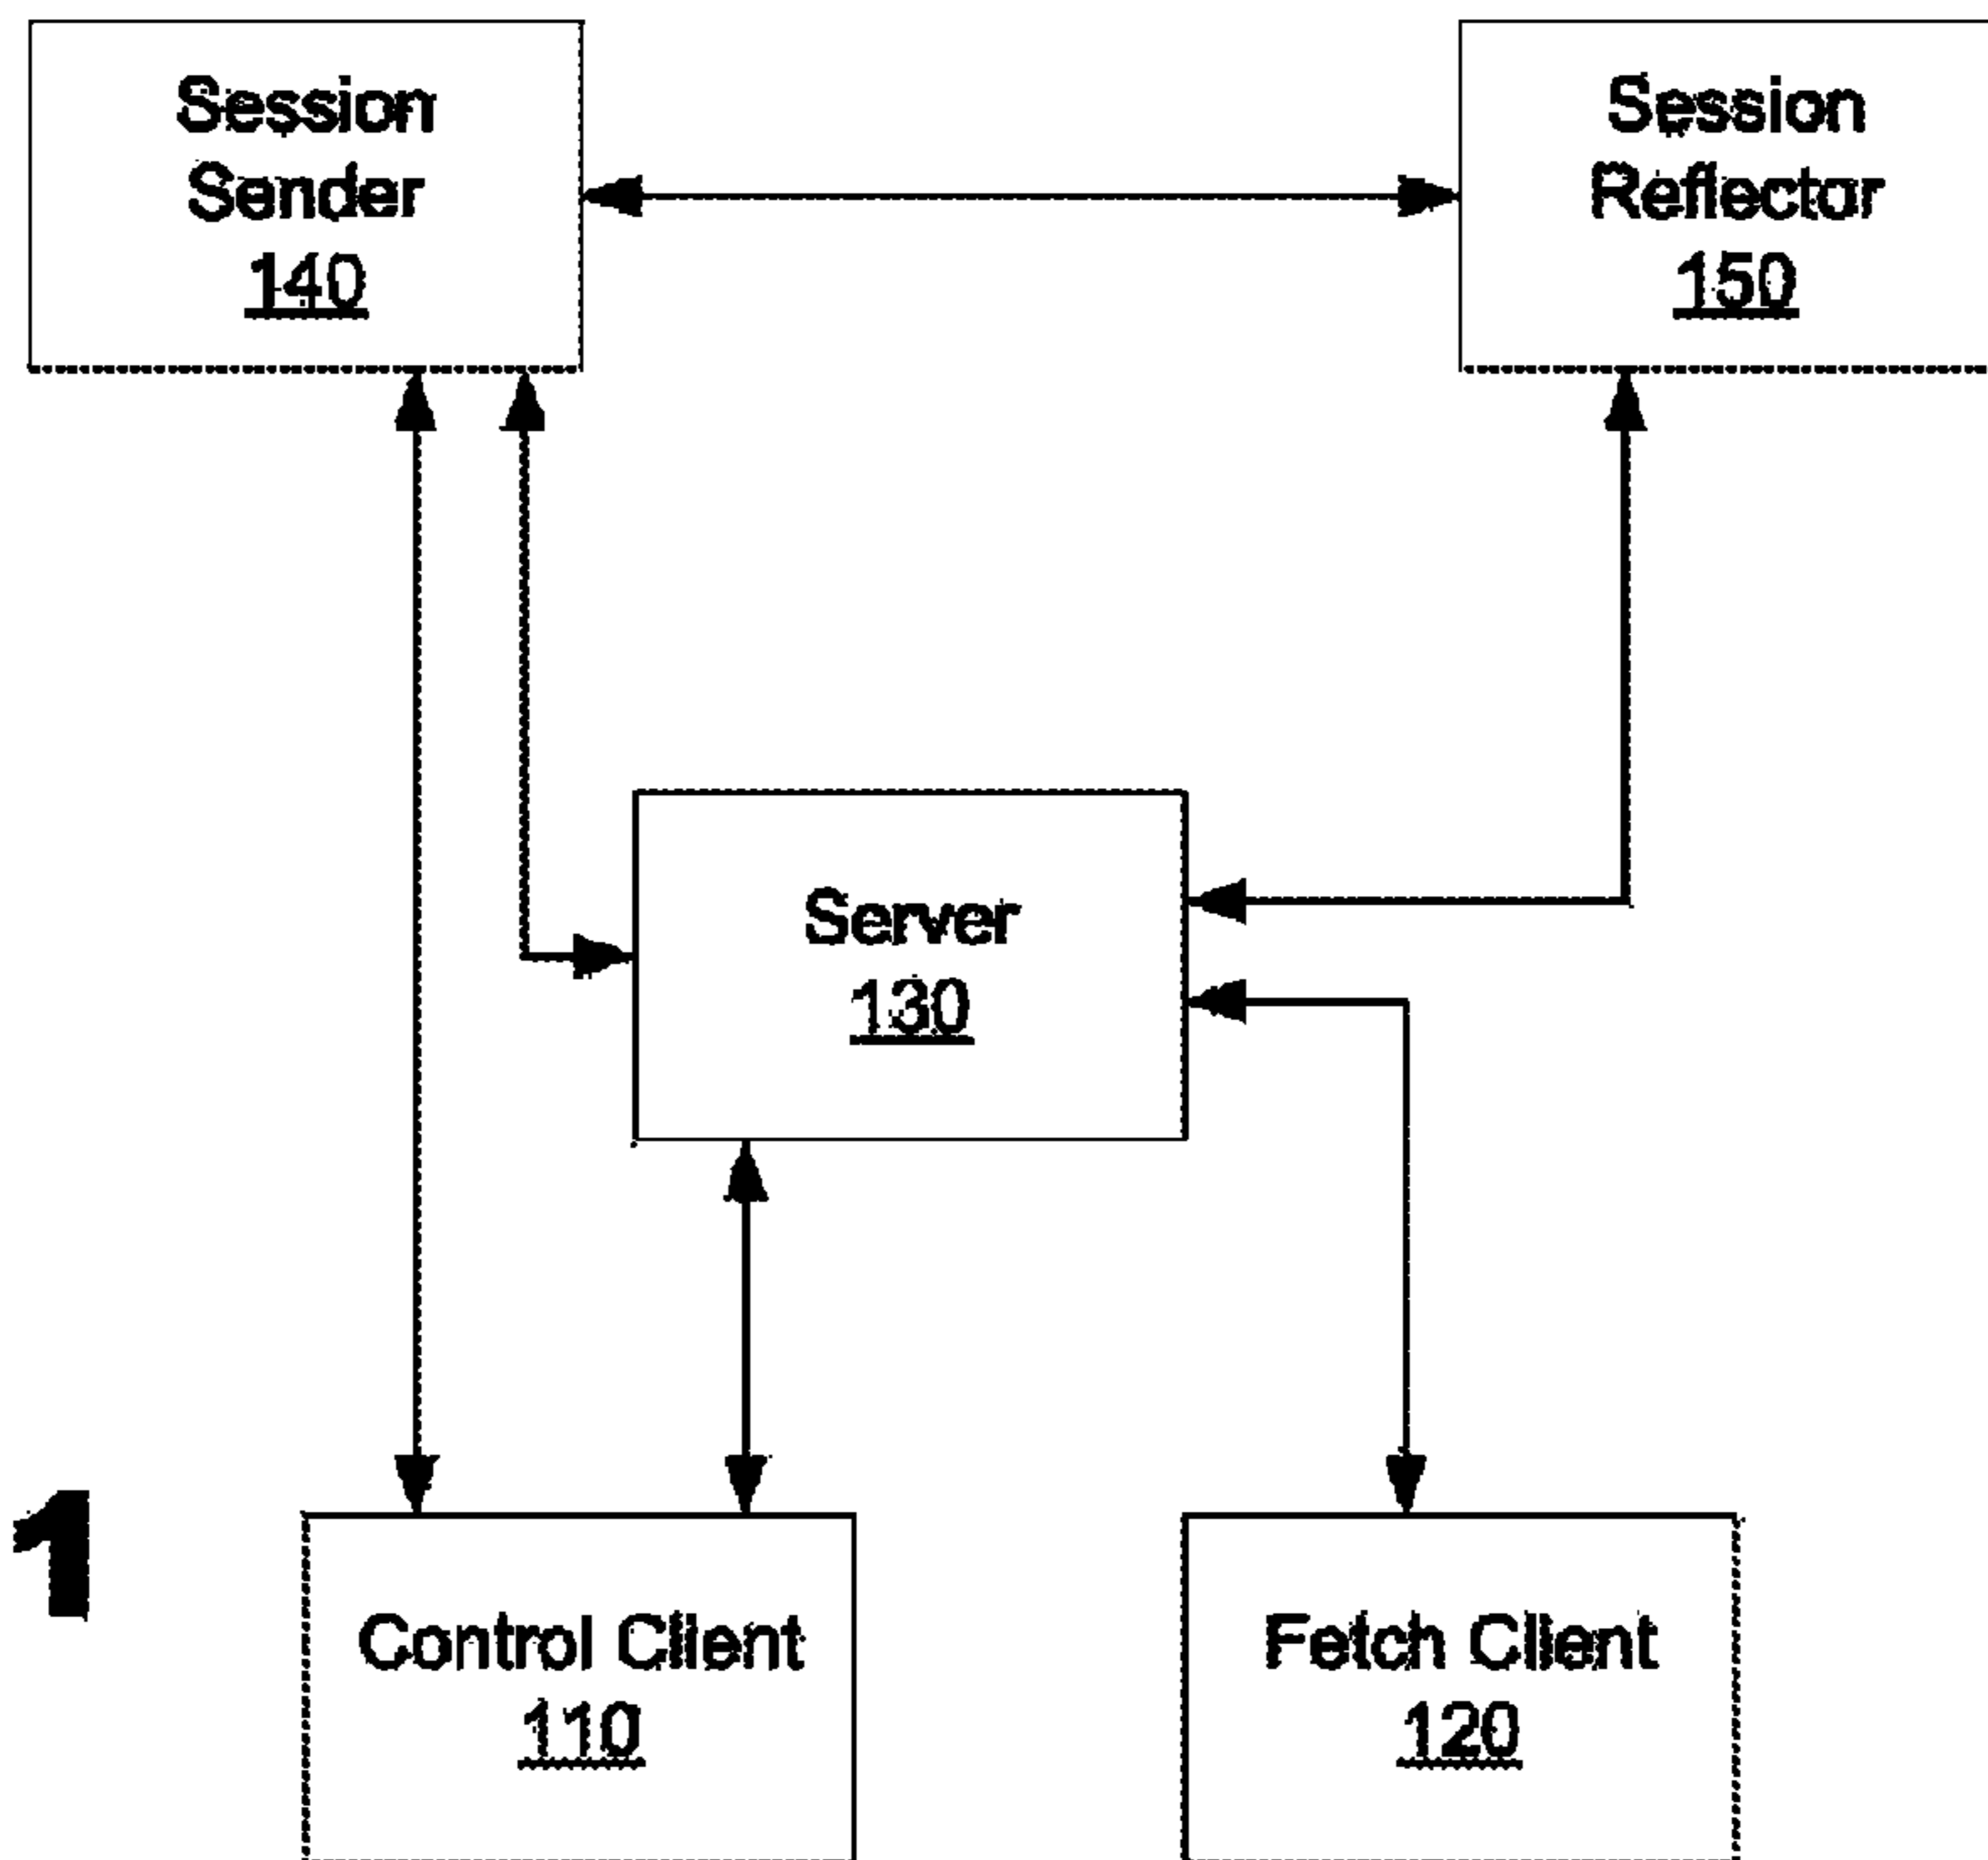 Session
Sender
140
Session
Reflector
150
Server
130
1
Control Client
110
Fetch Client
120